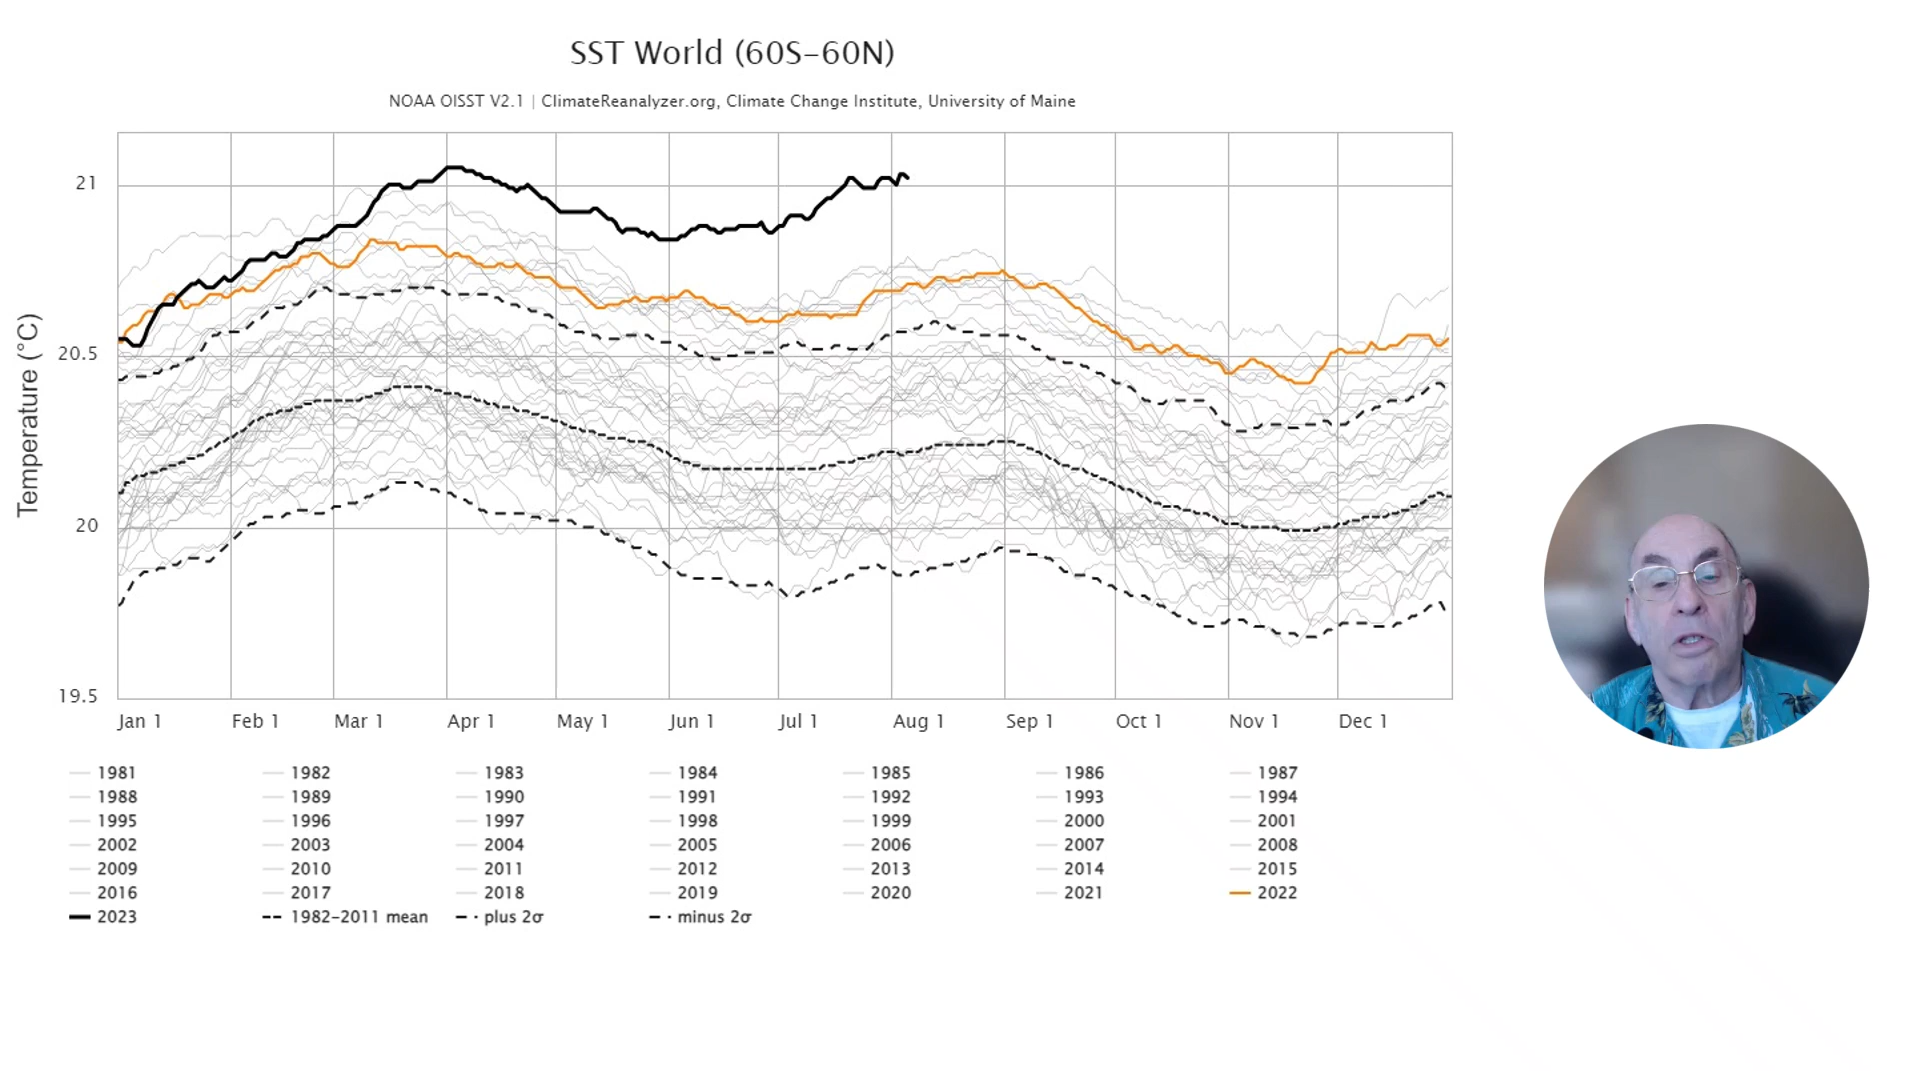 SST World (60S-60N)
NOAA OISST V2.1 | ClimateReanalyzer.org, Climate Change Institute, University of Maine
Temperature (°C)
21
20.5
20
19.5
Jan 1 Feb 1 Mar 1 Apr 1 May 1 Jun 1 Jul 1 Aug 1 Sep 1 Oct 1 Nov 1 Dec 1
1981 1982 1983 1984 1985 1986 1987
1988 1989 1990 1991 1992 1993 1994
1995 1996 1997 1998 1999 2000 2001
2002 2003 2004 2005 2006 2007 2008
2009 2010 2011 2012 2013 2014 2015
2016 2017 2018 2019 2020 2021 2022
2023 1982-2011 mean plus 2σ minus 2σ